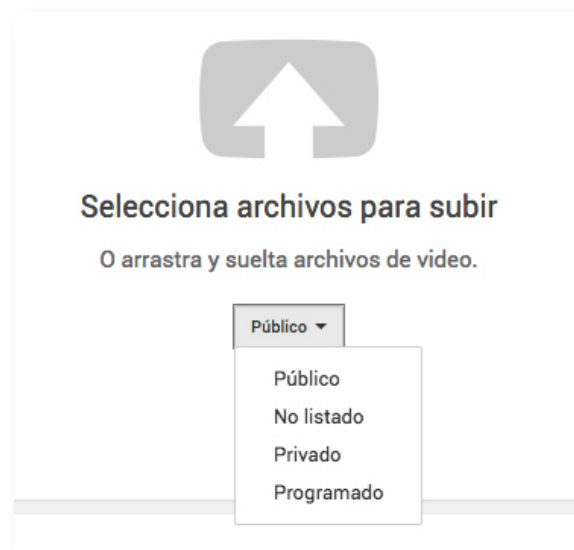 Selecciona archivos para subir
O arrastra y suelta archivos de video.
Público
Público
No listado
Privado
Programado